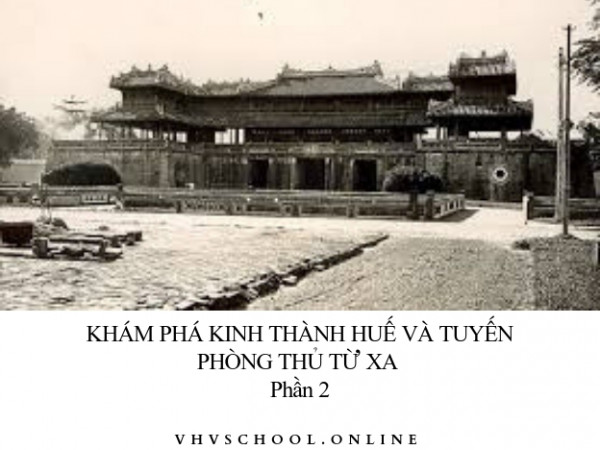 KHÁM PHÁ KINH THÀNH HUẾ VÀ TUYẾN
PHÒNG THỦ TỪ XA
Phần 2
VHVSCHOOL.ONLINE